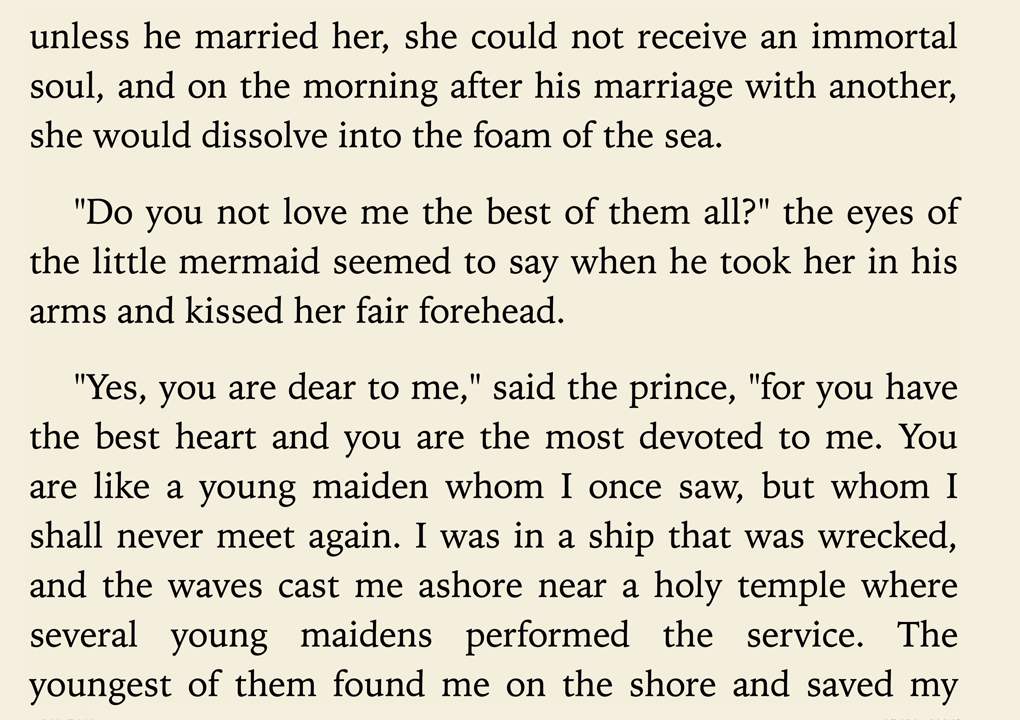 unless he married her, she could not receive an immortal
soul, and on the morning after his marriage with another,
she would dissolve into the foam of the sea.
"Do you not love me the best of them all?" the eyes of
the little mermaid seemed to say when he took her in his
arms and kissed her fair forehead.
"Yes, you are dear to me," said the prince, "for you have
the best heart and you are the most devoted to me. You
are like a young maiden whom I once saw, but whom I
shall never meet again. I was in a ship that was wrecked,
and the waves cast me ashore near a holy temple where
several young maidens performed the service. The
youngest of them found me on the shore and saved my